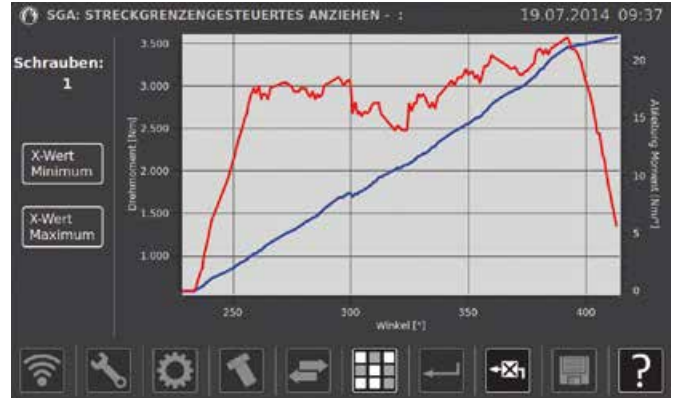 SGA: STRECKGRENZENGESTEUERTES ANZIEHEN - :
19.07.2014 09:37
Schrauben:
1
X-Wert
Minimum
X-Wert
Maximum
Drehmoment [Nm]
3.500
3.000
2.500
2.000
1.500
1.000
250
300
350
400
Winkel [°]
20
15
10
5
0
Ableitung Moment [Nm/°]
?